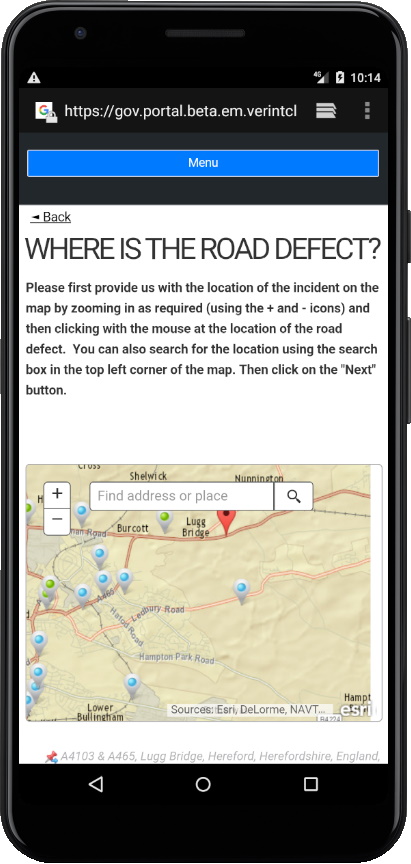 4G 10:14
https://gov.portal.beta.em.verintcl
Menu
◄ Back
WHERE IS THE ROAD DEFECT?
Please first provide us with the location of the incident on the
map by zooming in as required (using the + and - icons) and
then clicking with the mouse at the location of the road
defect. You can also search for the location using the search
box in the top left corner of the map. Then click on the "Next"
button.
Cross
Shelwick
Nunnington
+
Find address or place
−
Burcott
Lugg
Bridge
A465
Ledbury Road
Hampton Park Road
Hampt
Lower
Bullingham
Sources: Esri, DeLorme, NAVT...
esri
B4224
A4103 & A465, Lugg Bridge, Hereford, Herefordshire, England,